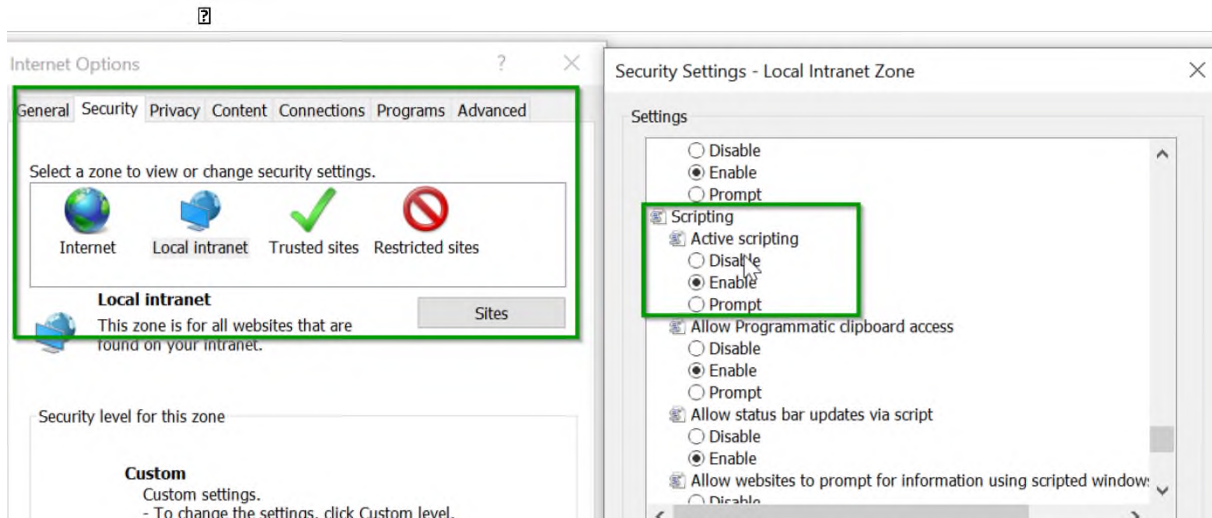 Internet Options
General Security Privacy Content Connections Programs Advanced
Select a zone to view or change security settings.
Internet Local intranet Trusted sites Restricted sites
Local intranet
This zone is for all websites that are
found on your intranet.
Sites
Security level for this zone
Custom
Custom settings.
- To change the settings, click Custom level.
Security Settings - Local Intranet Zone
Settings
Disable
Enable
Prompt
Scripting
Active scripting
Disable
Enable
Prompt
Allow Programmatic clipboard access
Disable
Enable
Prompt
Allow status bar updates via script
Disable
Enable
Allow websites to prompt for information using scripted window
Disable